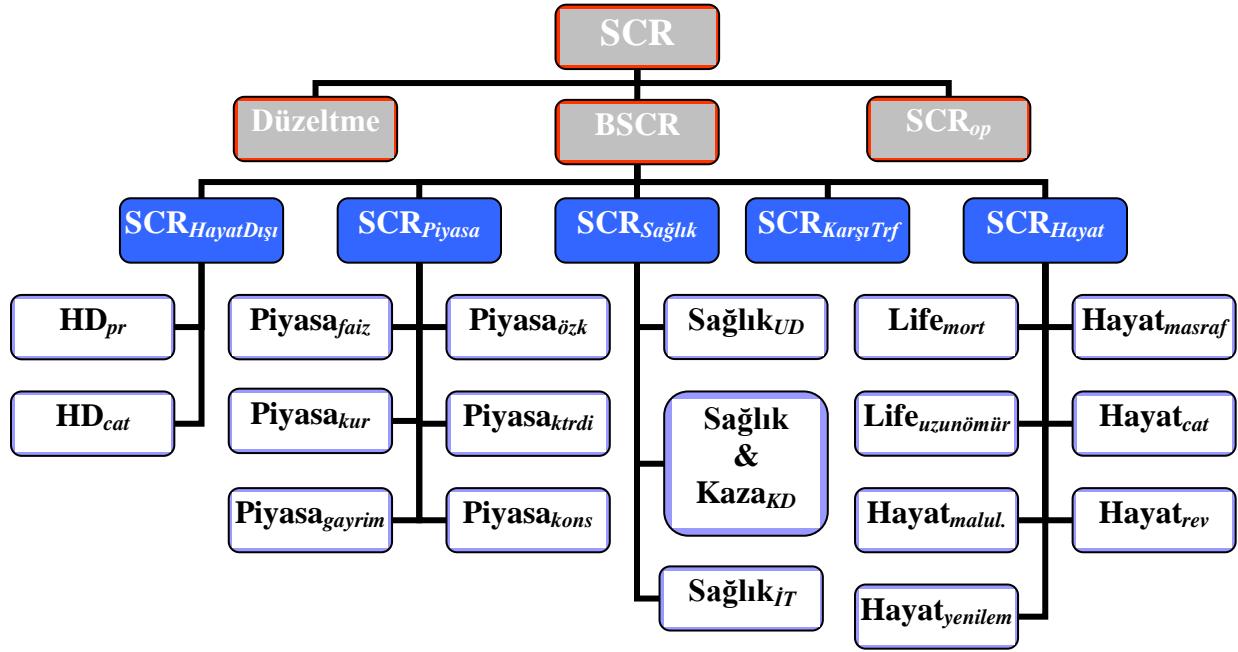 SCR
Düzeltme
BSCR
SCRop
SCRHayatDışı
SCRPiyasa
SCRSağlık
SCRKarşıTrf
SCRHayat
HDpr
Piyasafaiz
Piyasaözk
SağlıkUD
Lifemort
Hayatmasraf
HDcat
Piyasakur
Piyasaktrdi
Sağlık
&
KazaKD
Lifeuzunömür
Hayatcat
Piyasagayrim
Piyasakons
Hayatmalul.
Hayatrev
SağlıkİT
Hayatyenilem